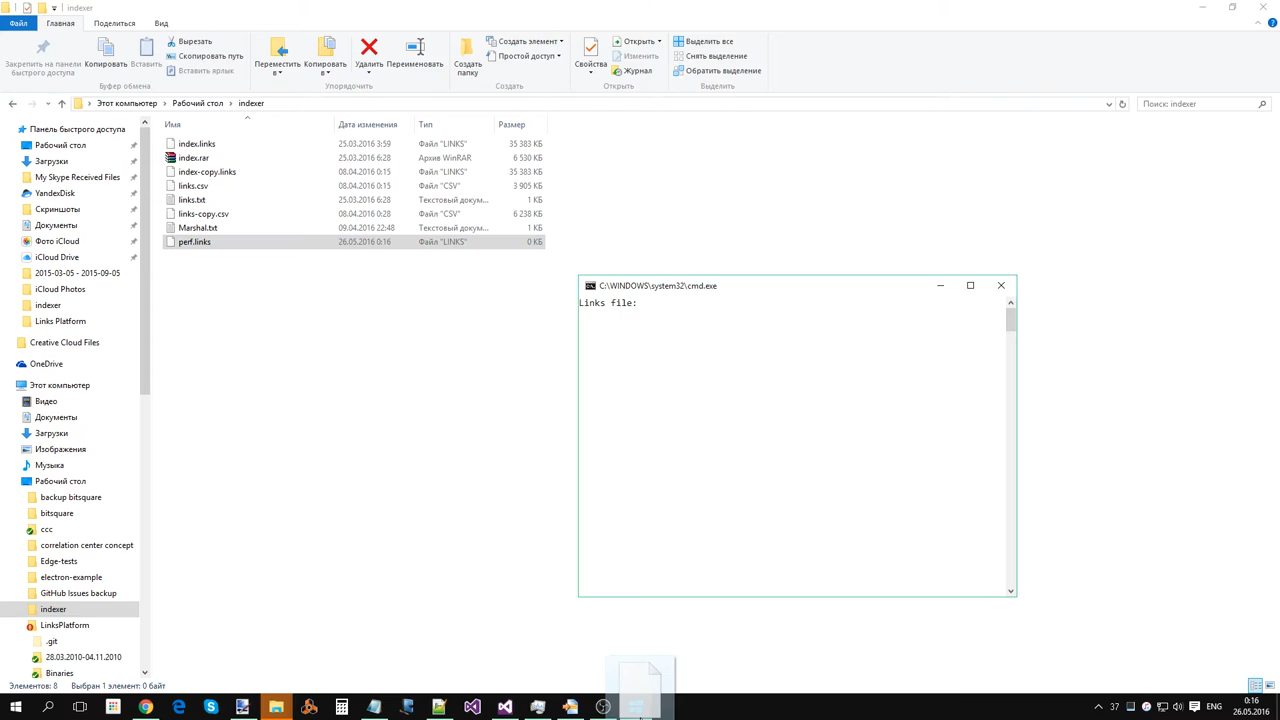 indexer
Файл Главная Поделиться Вид
Закрепить на панели быстрого доступа
Копировать
Вставить
Вырезать
Скопировать путь
Вставить ярлык
Буфер обмена
Переместить в
Копировать в
Удалить
Переименовать
Упорядочить
Создать папку
Создать элемент
Простой доступ
Создать
Свойства
Открыть
Изменить
Журнал
Открыть
Выделить все
Снять выделение
Обратить выделение
Выделить
Этот компьютер Рабочий стол indexer
Поиск: indexer
Имя Дата изменения Тип Размер
index.links 25.03.2016 3:59 Файл "LINKS" 35 383 КБ
index.rar 25.03.2016 6:28 Архив WinRAR 6 530 КБ
index-copy.links 08.04.2016 0:15 Файл "LINKS" 35 383 КБ
links.csv 08.04.2016 0:15 Файл "CSV" 3 905 КБ
links.txt 25.03.2016 6:28 Текстовый докум... 1 КБ
links-copy.csv 08.04.2016 0:28 Файл "CSV" 6 238 КБ
Marshal.txt 09.04.2016 22:48 Текстовый докум... 1 КБ
perf.links 26.05.2016 0:16 Файл "LINKS" 0 КБ
Панель быстрого доступа
Рабочий стол
Загрузки
My Skype Received Files
YandexDisk
Скриншоты
Документы
Фото iCloud
iCloud Drive
2015-03-05 - 2015-09-05
iCloud Photos
indexer
Links Platform
Creative Cloud Files
OneDrive
Этот компьютер
Видео
Документы
Загрузки
Изображения
Музыка
Рабочий стол
backup bitsquare
bitsquare
ccc
correlation center concept
Edge-tests
electron-example
GitHub Issues backup
indexer
LinksPlatform
.git
28.03.2010-04.11.2010
Binaries
C:\WINDOWS\system32\cmd.exe
Links file:
Элементов: 8 Выбран 1 элемент: 0 байт
37 ENG 0:16
26.05.2016